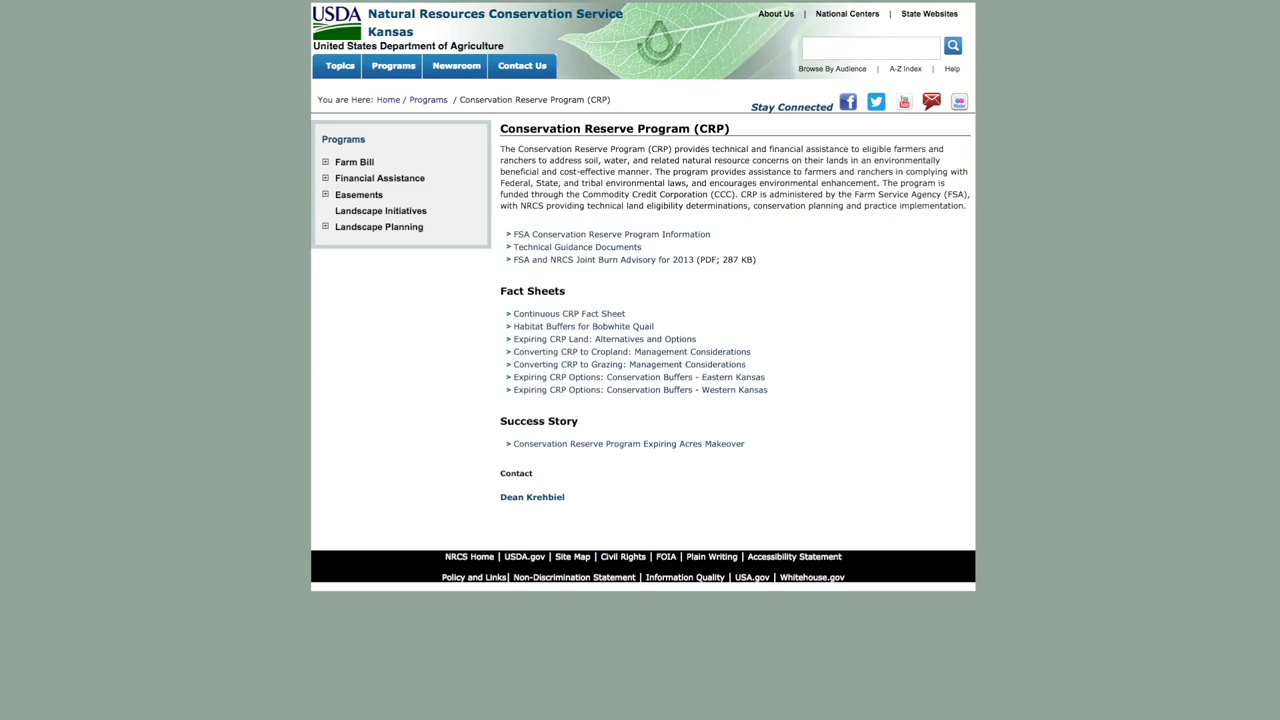 USDA Natural Resources Conservation Service
Kansas
United States Department of Agriculture
About Us | National Centers | State Websites
Browse By Audience | A-Z Index | Help
Topics Programs Newsroom Contact Us
You are Here: Home / Programs / Conservation Reserve Program (CRP)
Stay Connected
You Tube
flickr
Programs
Farm Bill
Financial Assistance
Easements
Landscape Initiatives
Landscape Planning
Conservation Reserve Program (CRP)
The Conservation Reserve Program (CRP) provides technical and financial assistance to eligible farmers and
ranchers to address soil, water, and related natural resource concerns on their lands in an environmentally
beneficial and cost-effective manner. The program provides assistance to farmers and ranchers in complying with
Federal, State, and tribal environmental laws, and encourages environmental enhancement. The program is
funded through the Commodity Credit Corporation (CCC). CRP is administered by the Farm Service Agency (FSA),
with NRCS providing technical land eligibility determinations, conservation planning and practice implementation.
> FSA Conservation Reserve Program Information
> Technical Guidance Documents
> FSA and NRCS Joint Burn Advisory for 2013 (PDF; 287 KB)
Fact Sheets
> Continuous CRP Fact Sheet
> Habitat Buffers for Bobwhite Quail
> Expiring CRP Land: Alternatives and Options
> Converting CRP to Cropland: Management Considerations
> Converting CRP to Grazing: Management Considerations
> Expiring CRP Options: Conservation Buffers - Eastern Kansas
> Expiring CRP Options: Conservation Buffers - Western Kansas
Success Story
> Conservation Reserve Program Expiring Acres Makeover
Contact
Dean Krehbiel
NRCS Home | USDA.gov | Site Map | Civil Rights | FOIA | Plain Writing | Accessibility Statement
Policy and Links| Non-Discrimination Statement | Information Quality | USA.gov | Whitehouse.gov